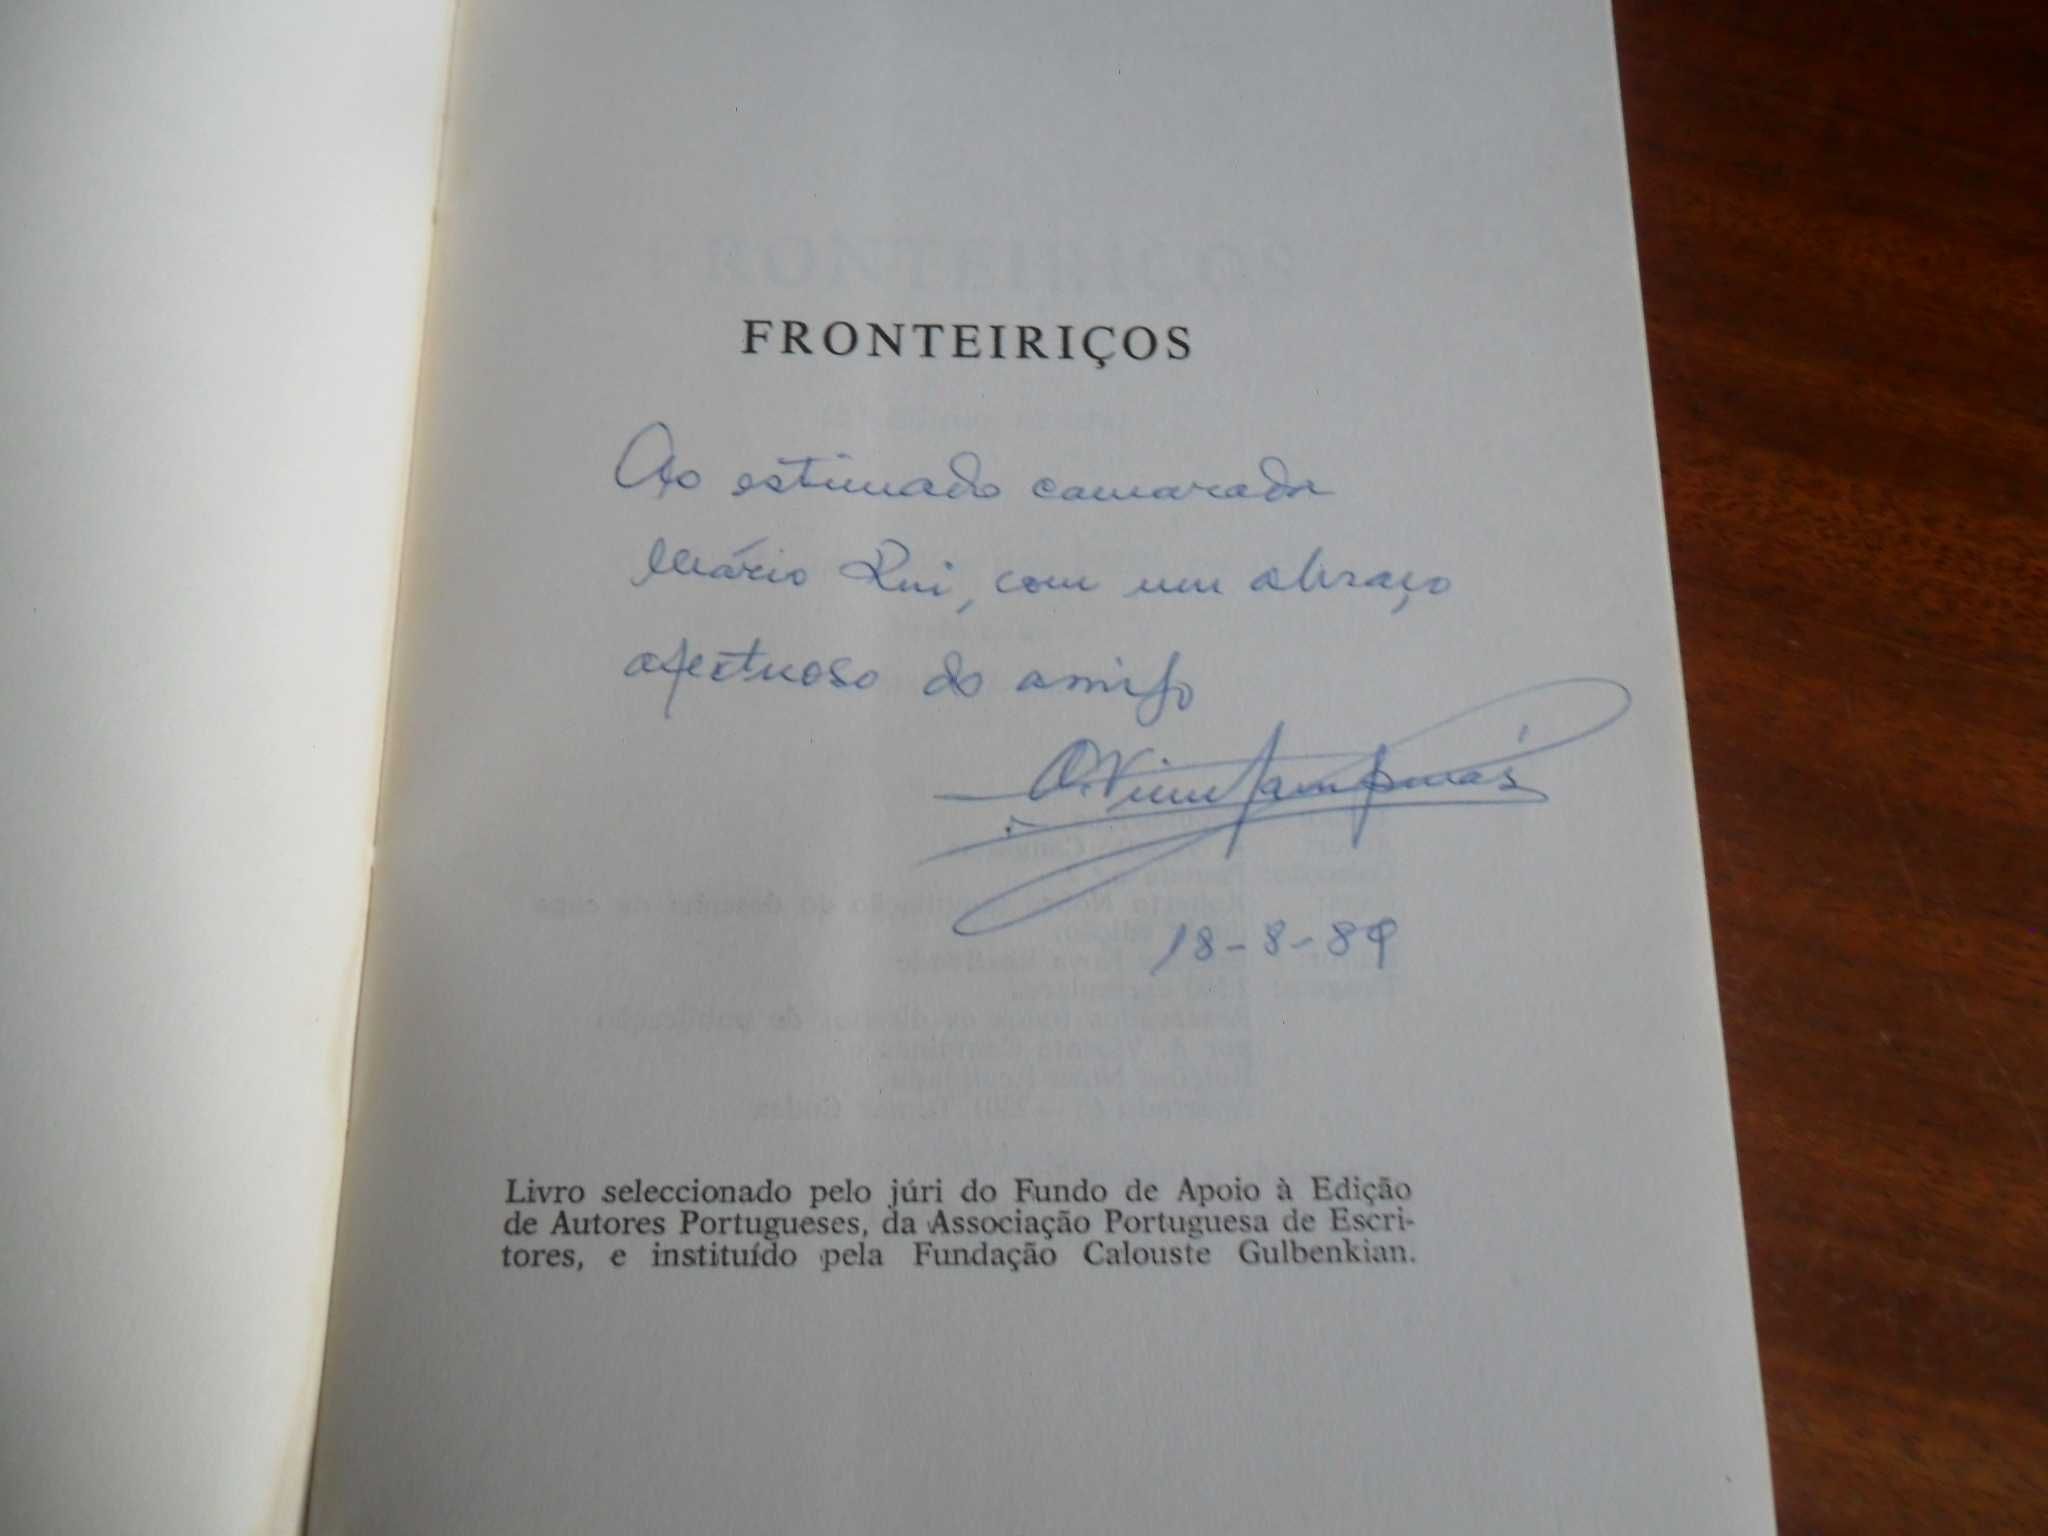 FRONTEIRIÇOS
Ao estimado camarada
Mário Rui, com um abraço
afectuoso do amigo
18-8-89
Livro seleccionado pelo júri do Fundo de Apoio à Edição
de Autores Portugueses, da Associação Portuguesa de Escri-
tores, e instituído pela Fundação Calouste Gulbenkian.